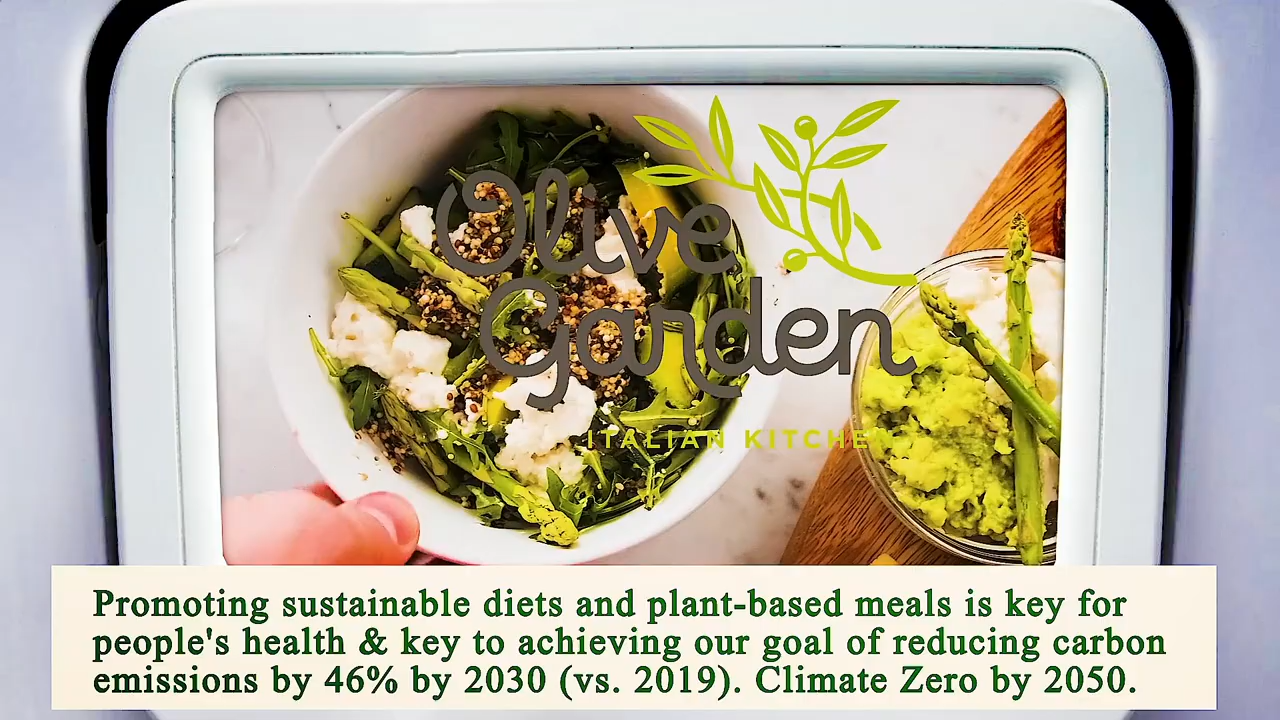 Olive
Garden
ITALIAN KITCHEN
Promoting sustainable diets and plant-based meals is key for
people's health & key to achieving our goal of reducing carbon
emissions by 46% by 2030 (vs. 2019). Climate Zero by 2050.